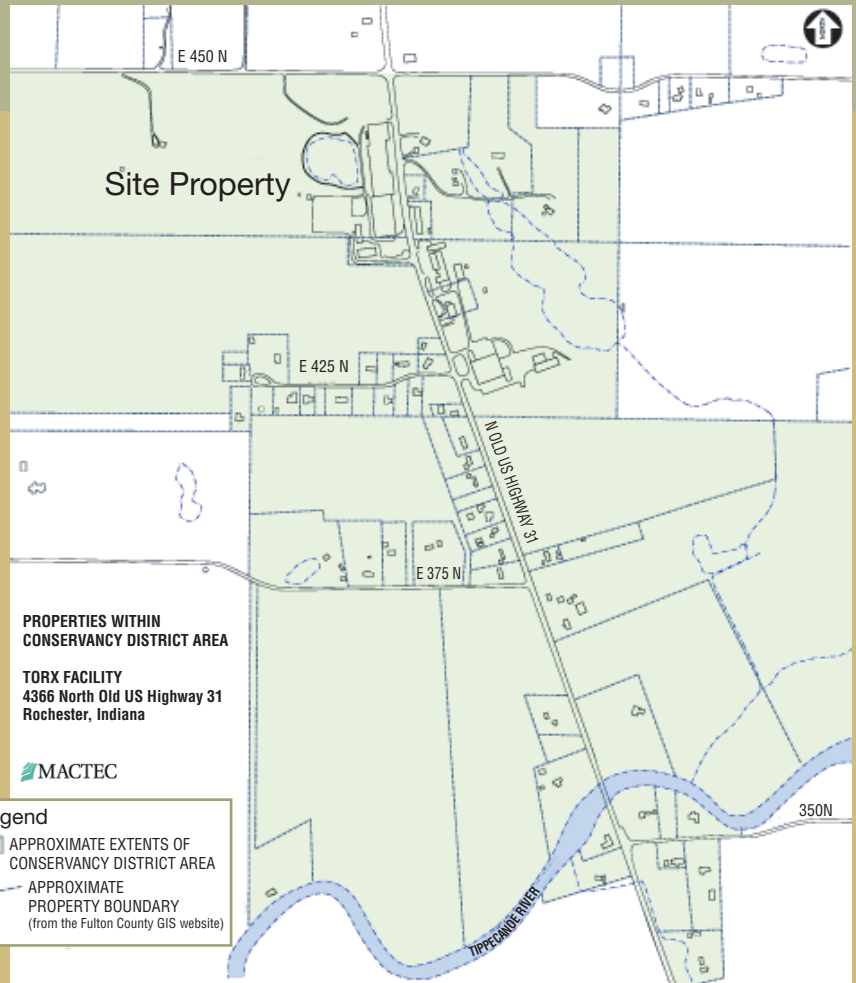 NORTH
E 450 N
Site Property
E 425 N
N OLD US HIGHWAY 31
E 375 N
PROPERTIES WITHIN
CONSERVANCY DISTRICT AREA
TORX FACILITY
4366 North Old US Highway 31
Rochester, Indiana
MACTEC
350N
TIPPECANOE RIVER
gend
APPROXIMATE EXTENTS OF
CONSERVANCY DISTRICT AREA
APPROXIMATE
PROPERTY BOUNDARY
(from the Fulton County GIS website)